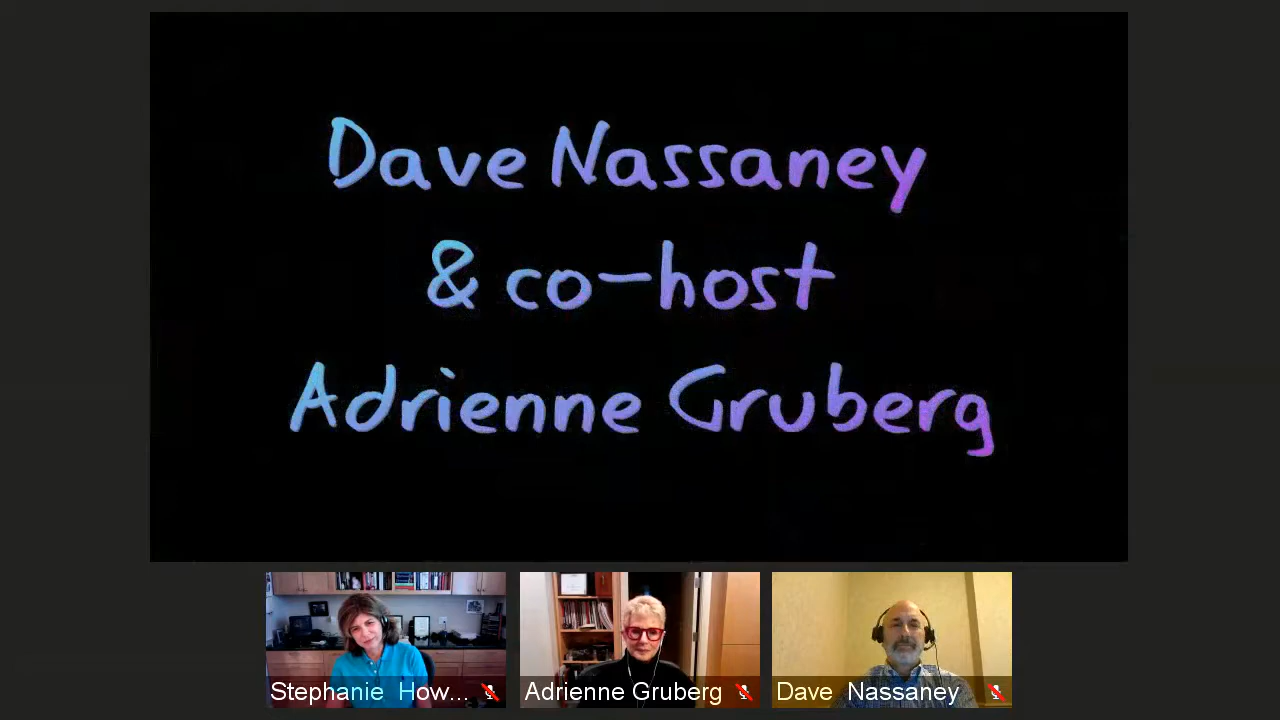 Dave Nassaney
& co-host
Adrienne Gruberg
Stephanie How...
Adrienne Gruberg
Dave Nassaney